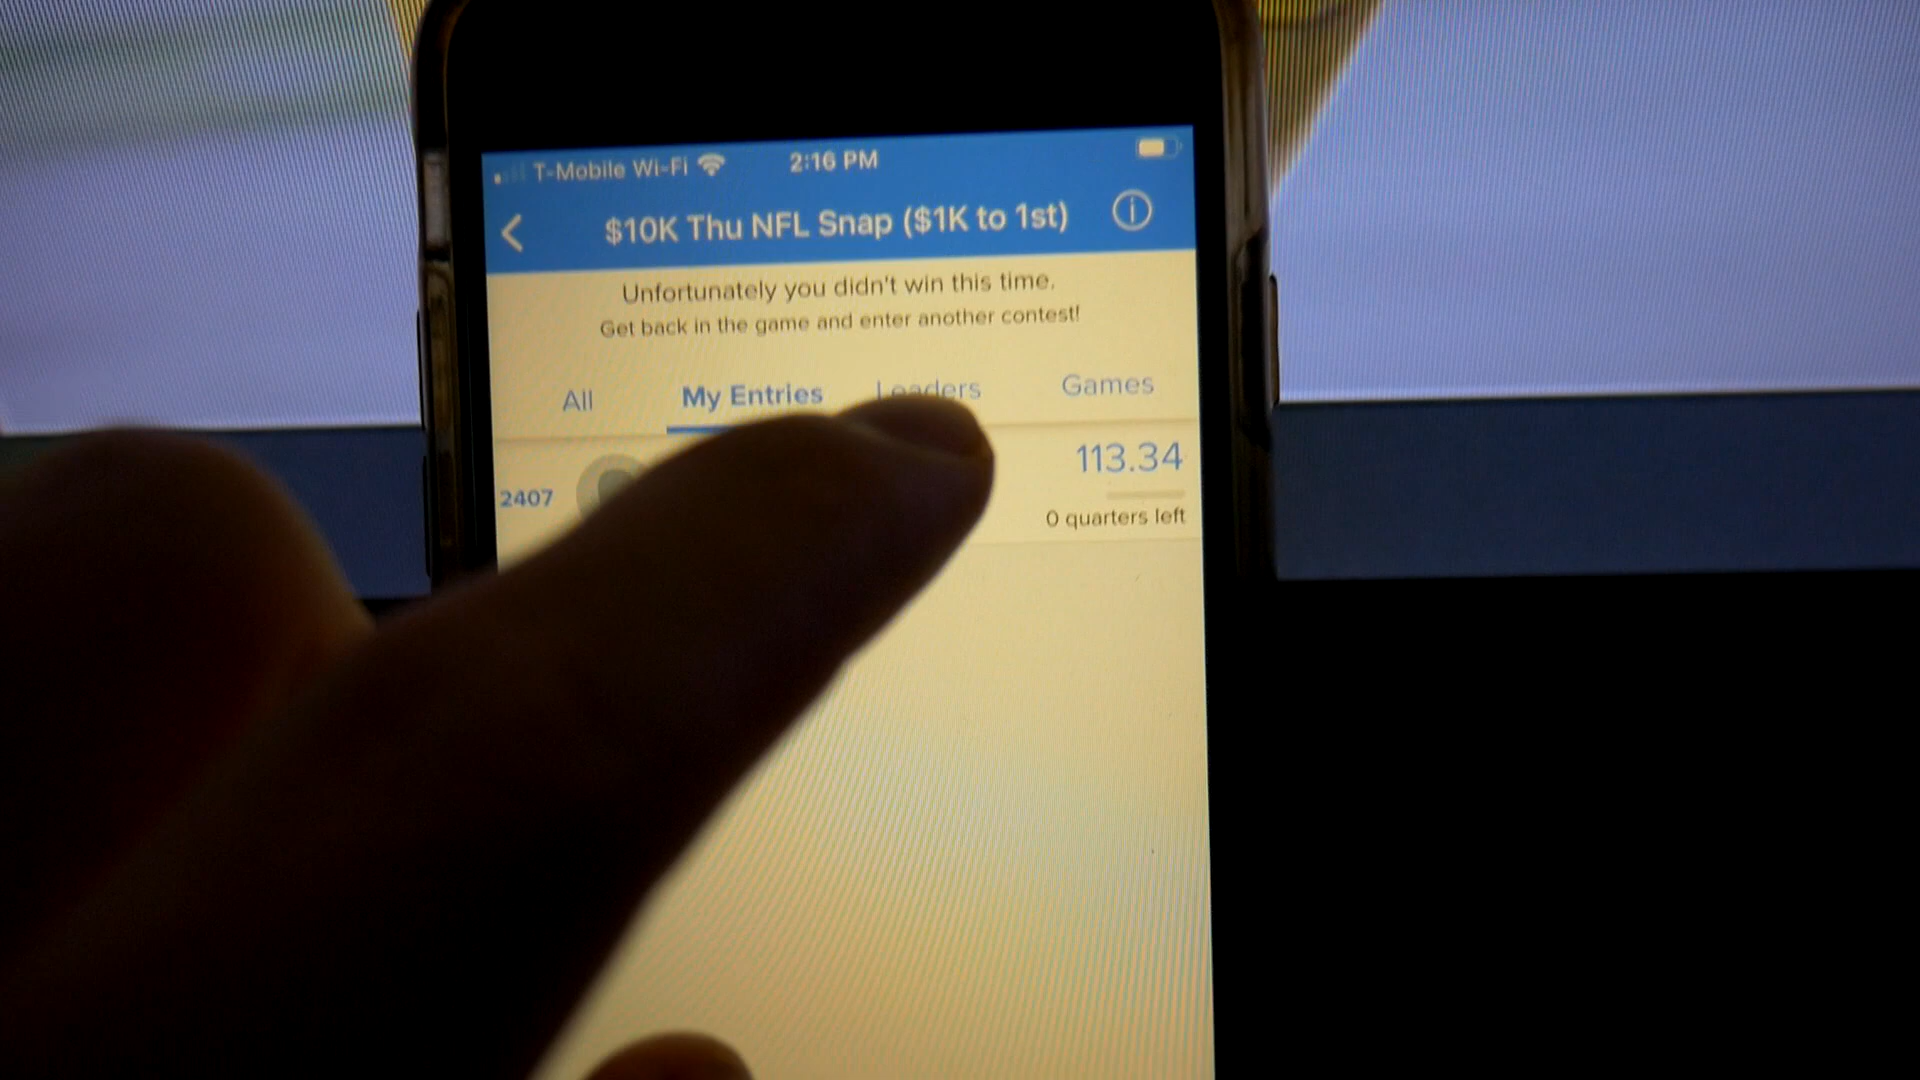 T-Mobile Wi-Fi 2:16 PM
$10K Thu NFL Snap ($1K to 1st)
Unfortunately you didn't win this time.
Get back in the game and enter another contest!
All My Entries Leaders Games
2407 113.34
0 quarters left